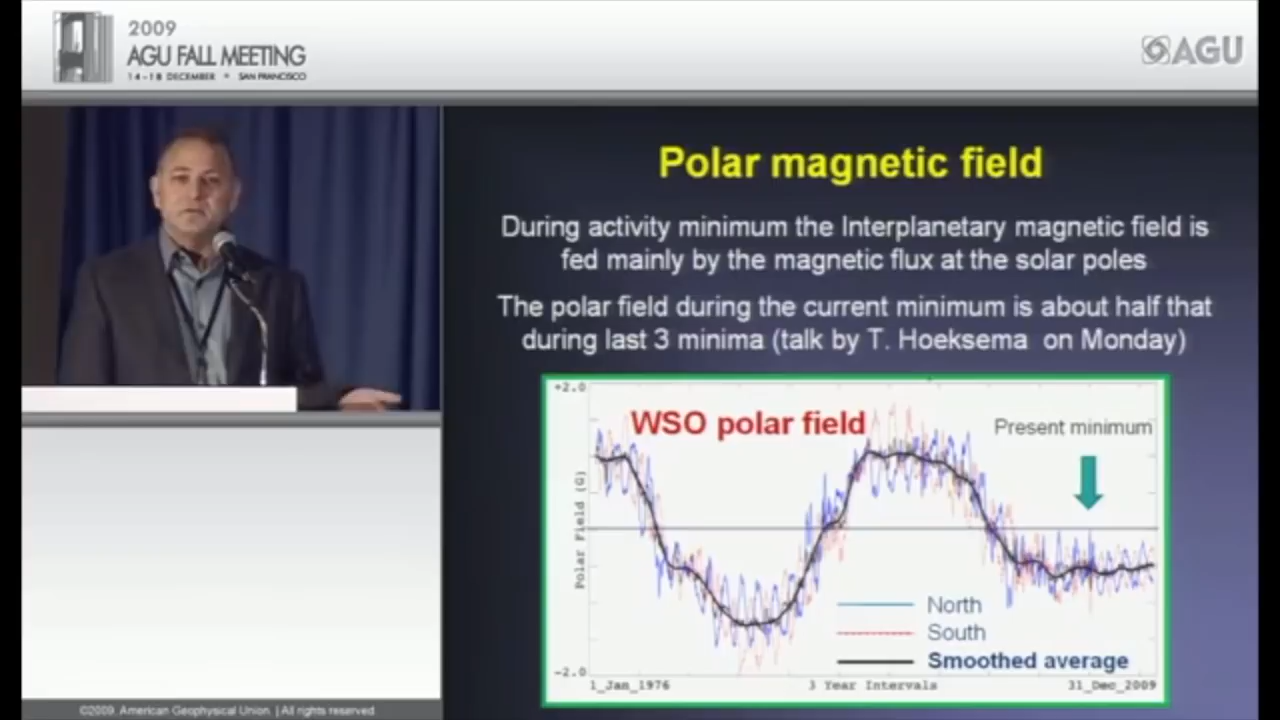 2009
AGU FALL MEETING
14-18 DECEMBER • SAN FRANCISCO
AGU
Polar magnetic field
During activity minimum the Interplanetary magnetic field is
fed mainly by the magnetic flux at the solar poles
The polar field during the current minimum is about half that
during last 3 minima (talk by T. Hoeksema on Monday)
+2.0
WSO polar field
Present minimum
Polar Field (G)
North
South
Smoothed average
-2.0
1_Jan_1976
3 Year Intervals
31_Dec_2009
©2009. American Geophysical Union. | All rights reserved